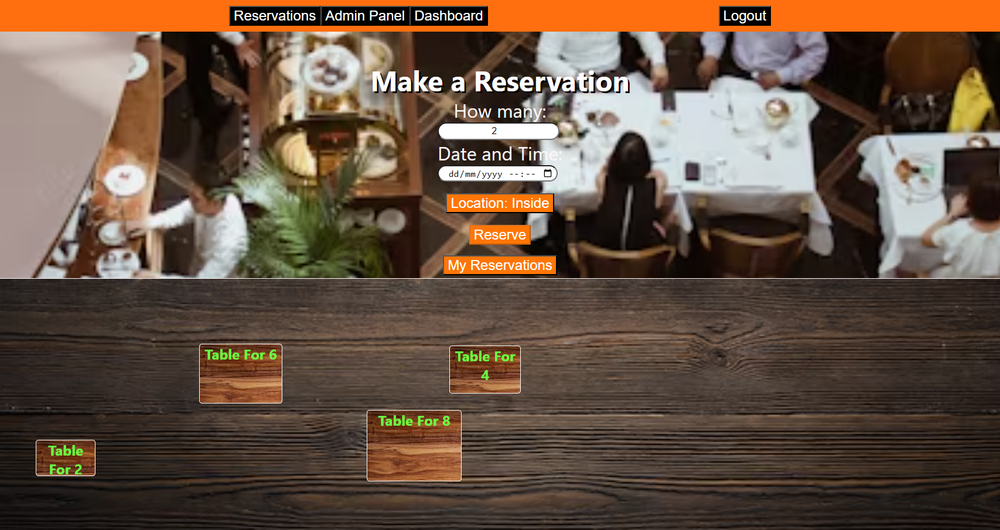 Reservations Admin Panel Dashboard Logout
Make a Reservation
How many:
2
Date and Time:
dd/mm/yyyy --:--
Location: Inside
Reserve
My Reservations
Table For 6
Table For
4
Table For 8
Table
For 2